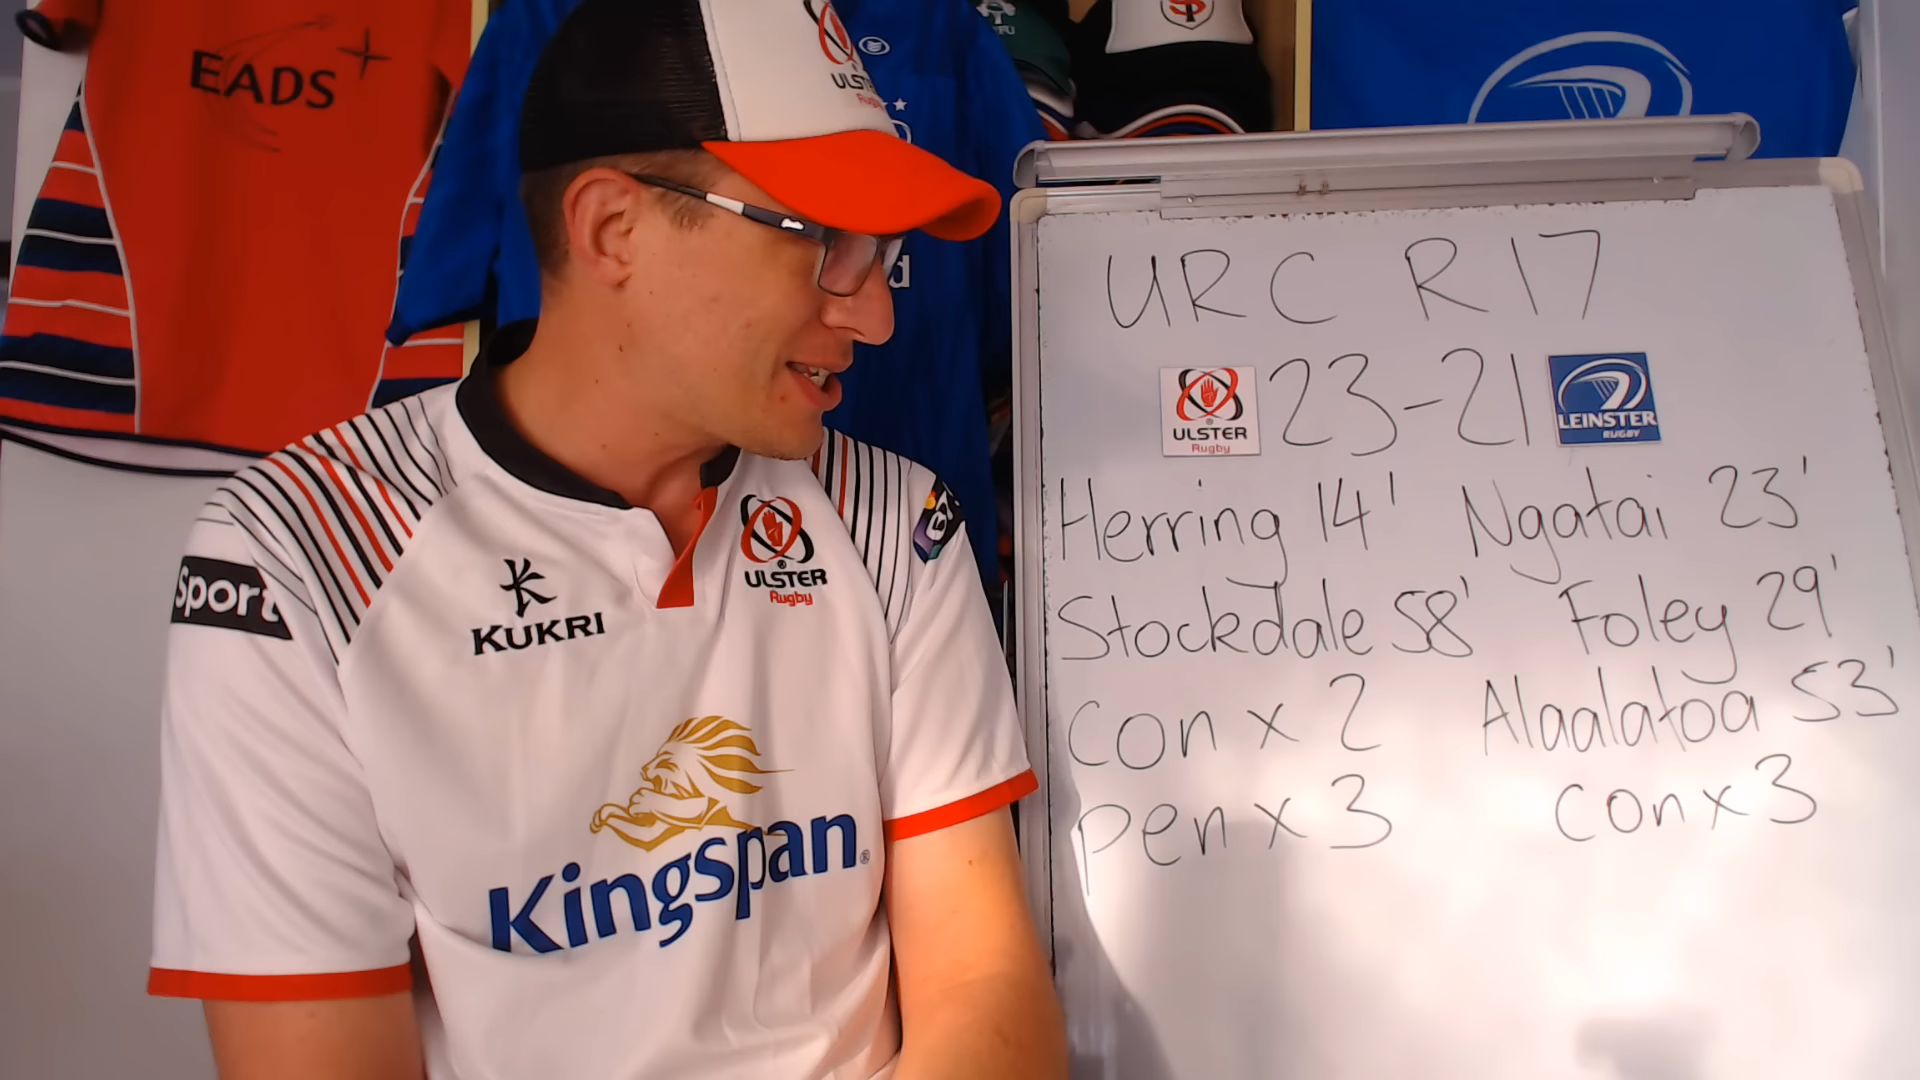 EADS
ULSTER
Rugby
URC R17
ULSTER
Rugby
23-21
LEINSTER
RUGBY
Herring 14' Ngatai 23'
Stockdale 58' Foley 29'
con x 2 Alaalatoa 53'
pen x 3 con x 3
Sport
KUKRI
ULSTER
Rugby
Kingspan